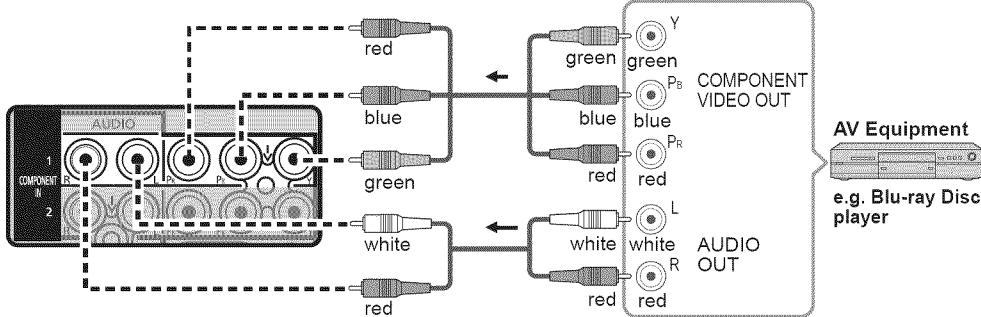 AUDIO
COMPONENT
IN
1
2
R
L
PR
PB
Y
red
blue
green
white
red
green
blue
red
white
red
Y
green
PB
blue
PR
red
L
white
R
red
COMPONENT
VIDEO OUT
AUDIO
OUT
AV Equipment
e.g. Blu-ray Disc
player